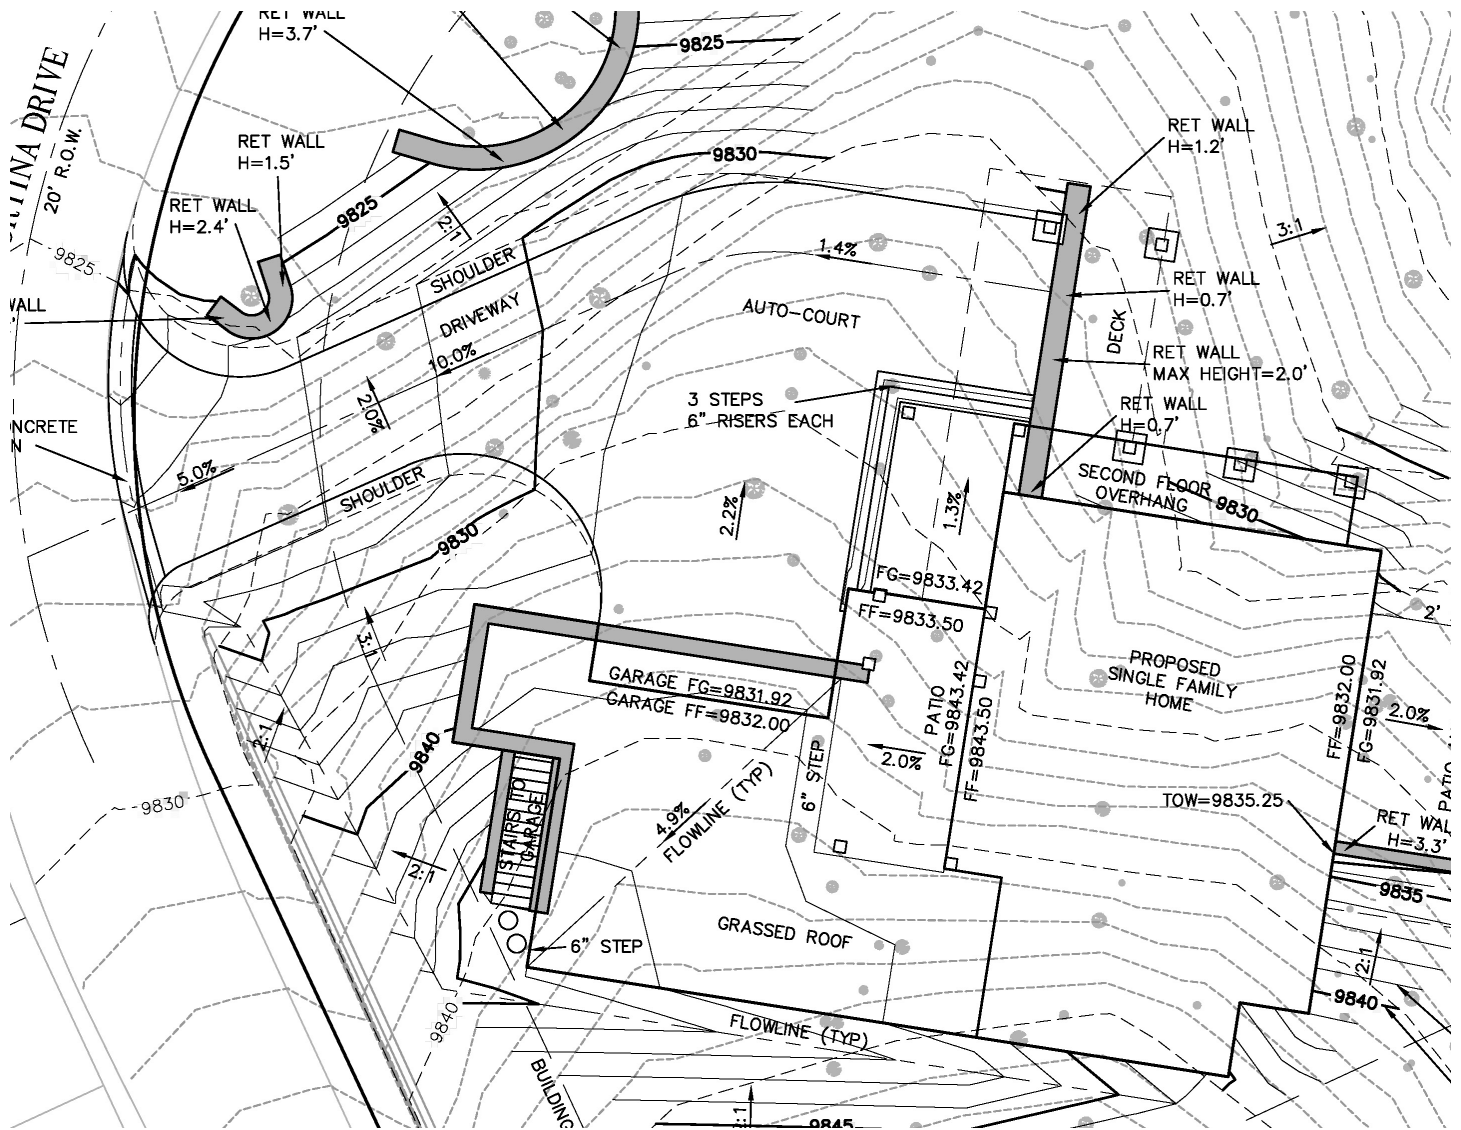 RET WALL
H=3.7'
9825
RTINA DRIVE
20' R.O.W.
RET WALL
H=1.5'
RET WALL
H=1.2'
9830
RET WALL
H=2.4'
9825
2:1
3:1
9825
SHOULDER
1.4%
RET WALL
H=0.7'
WALL
DRIVEWAY
AUTO-COURT
DECK
10.0%
RET WALL
MAX HEIGHT=2.0'
2.0%
3 STEPS
6" RISERS EACH
RET WALL
H=0.7'
NCRETE
N
5.0%
SHOULDER
SECOND FLOOR
OVERHANG
9830
2.2%
1.3%
9830
FG=9833.42
FF=9833.50
2'
3:1
PROPOSED
SINGLE FAMILY
HOME
GARAGE FG=9831.92
GARAGE FF=9832.00
PATIO
FG=9843.42
FF=9843.50
FF=9832.00
FG=9831.92
2.0%
2:1
9840
2.0%
6" STEP
PATIO
9830
STAIRS TO
GARAGE
4.9%
FLOWLINE (TYP)
TOW=9835.25
RET WAL
H=3.3'
2:1
9835
GRASSED ROOF
6" STEP
2:1
9840
9840
FLOWLINE (TYP)
BUILDING
2:1
9845